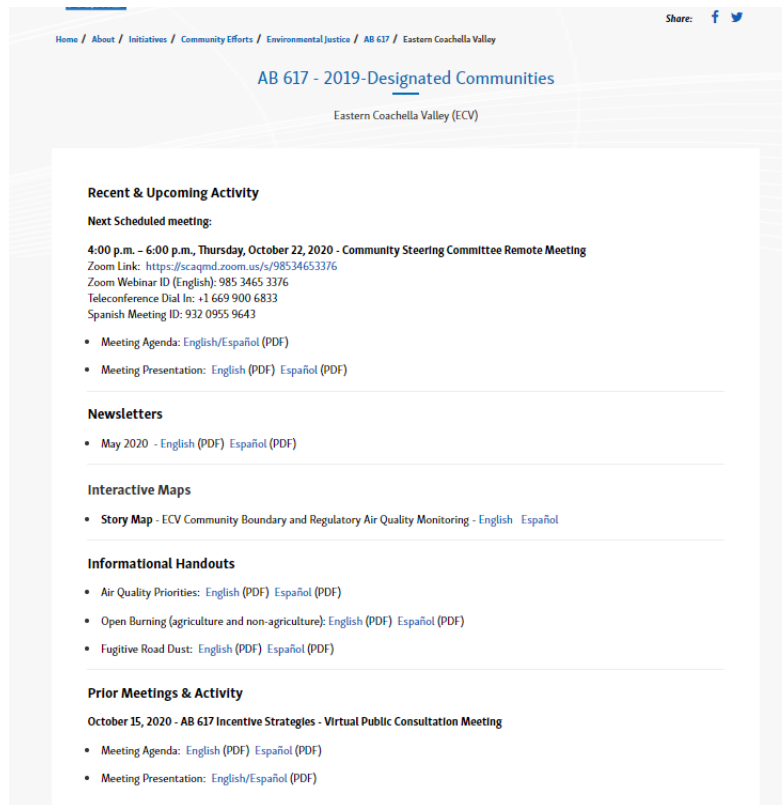 Share:
Home / About / Initiatives / Community Efforts / Environmental Justice / AB 617 / Eastern Coachella Valley
AB 617 - 2019-Designated Communities
Eastern Coachella Valley (ECV)
Recent & Upcoming Activity
Next Scheduled meeting:
4:00 p.m. – 6:00 p.m., Thursday, October 22, 2020 - Community Steering Committee Remote Meeting
Zoom Link: https://scaqmd.zoom.us/s/98534653376
Zoom Webinar ID (English): 985 3465 3376
Teleconference Dial In: +1 669 900 6833
Spanish Meeting ID: 932 0955 9643
• Meeting Agenda: English/Español (PDF)
• Meeting Presentation: English (PDF) Español (PDF)
Newsletters
• May 2020 - English (PDF) Español (PDF)
Interactive Maps
• Story Map - ECV Community Boundary and Regulatory Air Quality Monitoring - English Español
Informational Handouts
• Air Quality Priorities: English (PDF) Español (PDF)
• Open Burning (agriculture and non-agriculture): English (PDF) Español (PDF)
• Fugitive Road Dust: English (PDF) Español (PDF)
Prior Meetings & Activity
October 15, 2020 - AB 617 Incentive Strategies - Virtual Public Consultation Meeting
• Meeting Agenda: English (PDF) Español (PDF)
• Meeting Presentation: English/Español (PDF)